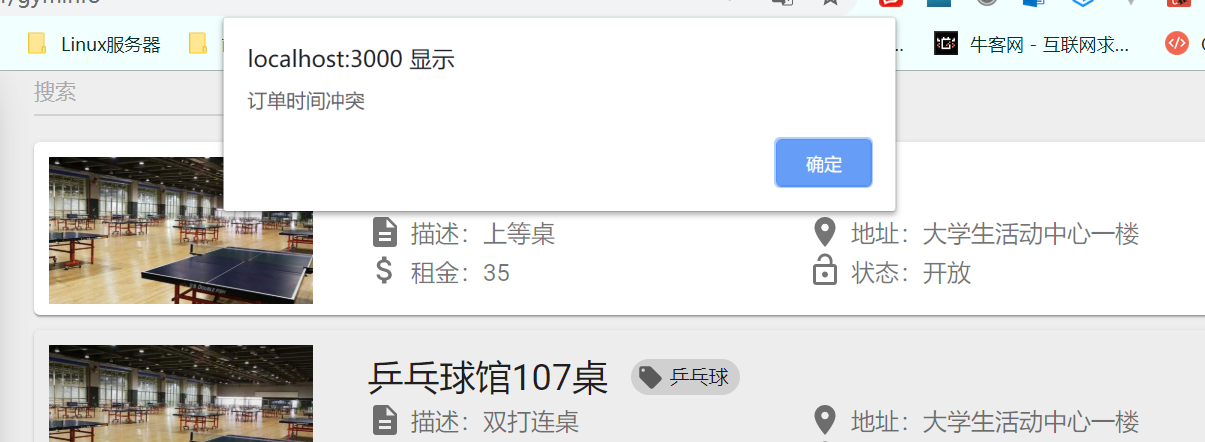 Linux服务器
牛客网 - 互联网求...
localhost:3000 显示
订单时间冲突
确定
搜索
描述：上等桌
地址：大学生活动中心一楼
租金：35
状态：开放
乒乓球馆107桌
乒乓球
描述：双打连桌
地址：大学生活动中心一楼